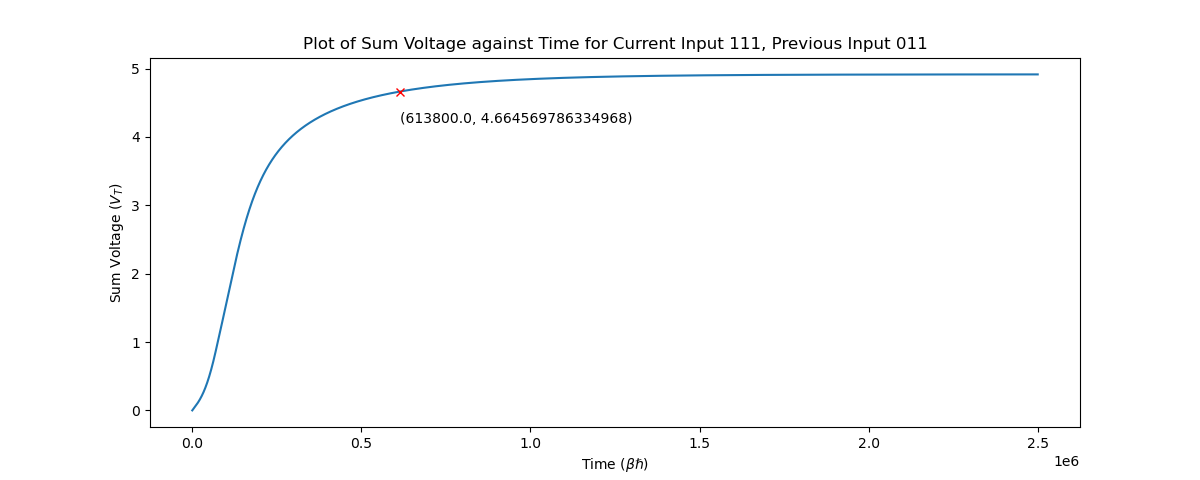 Plot of Sum Voltage against Time for Current Input 111, Previous Input 011
5
4
3
2
1
0
Sum Voltage (V_T)
(613800.0, 4.664569786334968)
0.0 0.5 1.0 1.5 2.0 2.5
1e6
Time (βℏ)